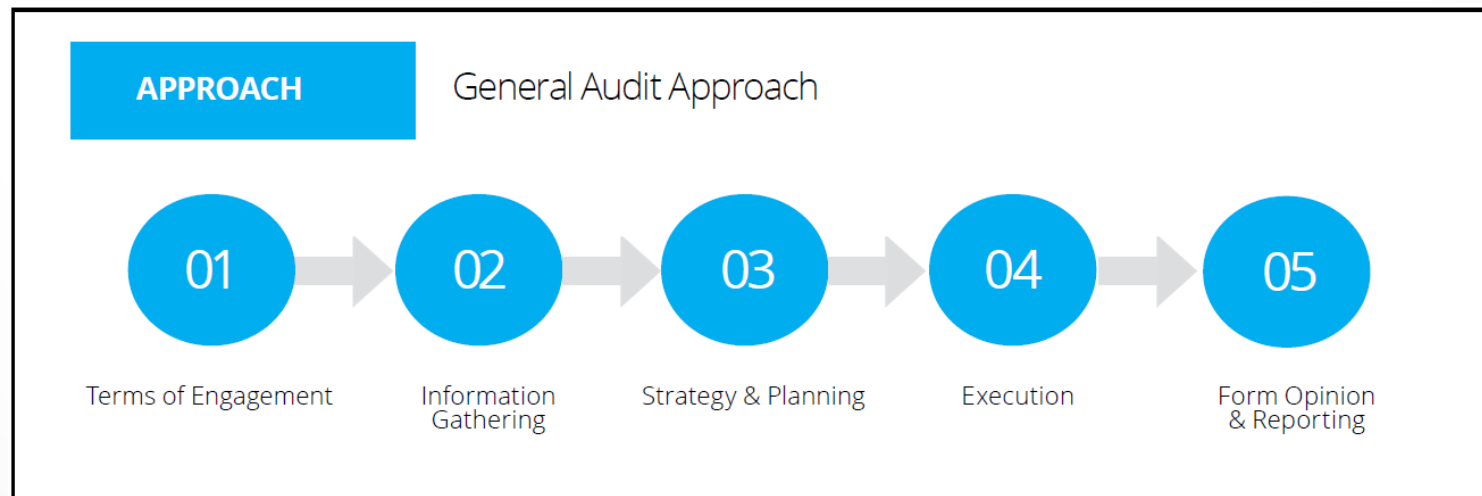 APPROACH
General Audit Approach
01
02
03
04
05
Terms of Engagement
Information
Gathering
Strategy & Planning
Execution
Form Opinion
& Reporting